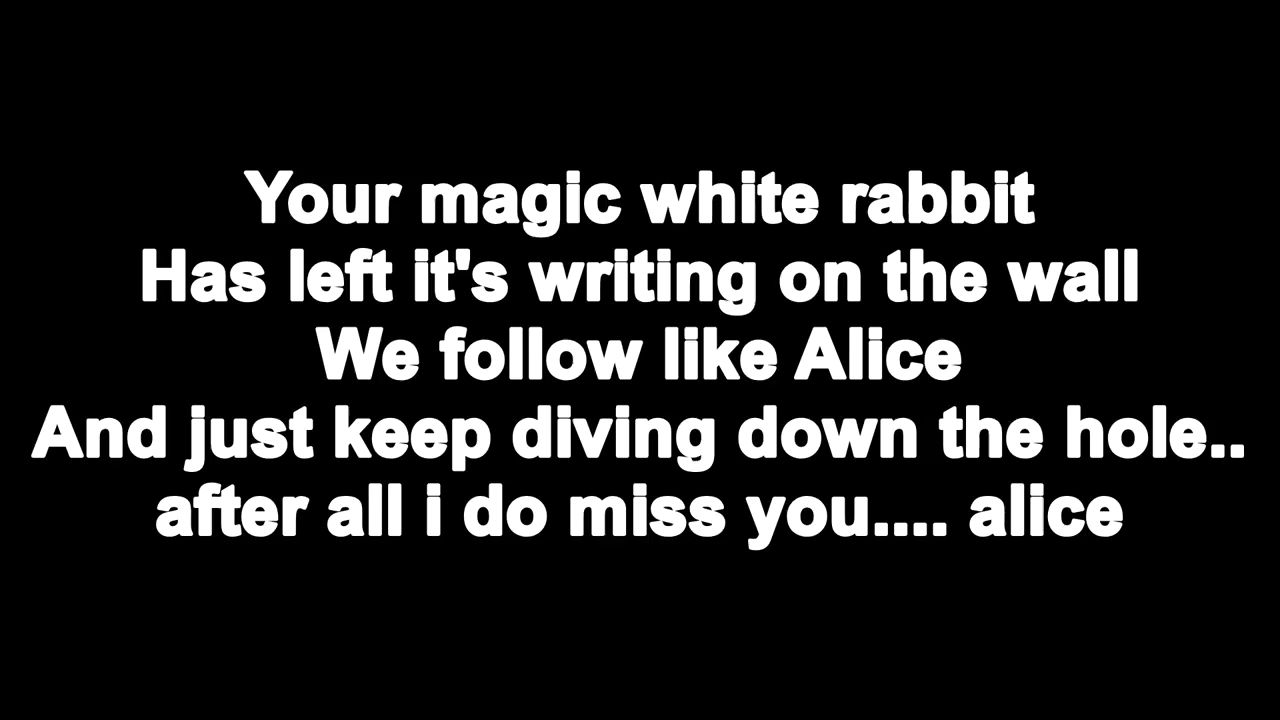 Your magic white rabbit
Has left it's writing on the wall
We follow like Alice
And just keep diving down the hole..
after all i do miss you.... alice